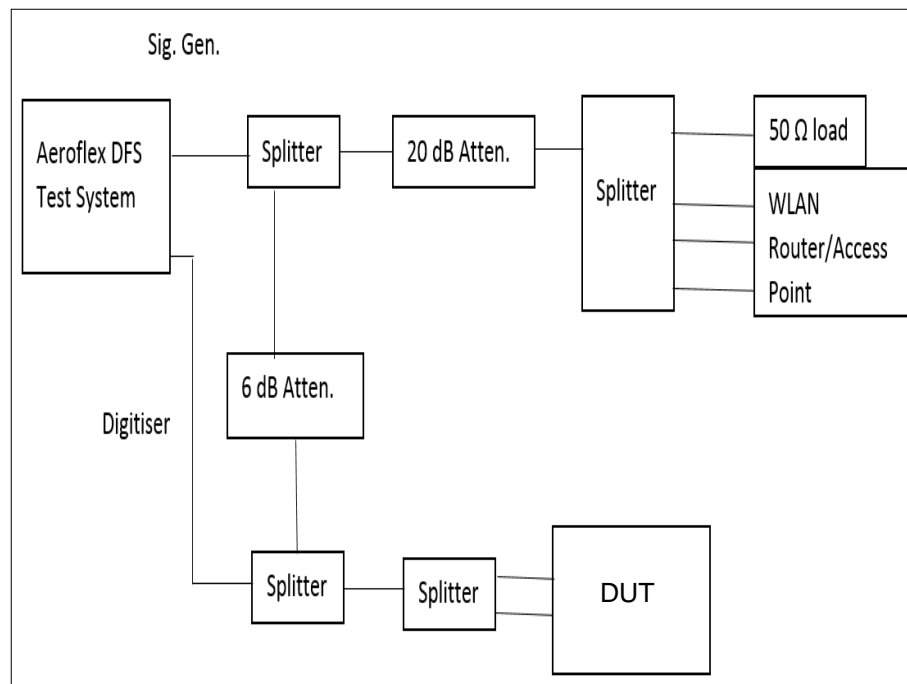 Sig. Gen.
Aeroflex DFS
Test System
Splitter
20 dB Atten.
Splitter
50 Ω load
WLAN
Router/Access
Point
6 dB Atten.
Digitiser
Splitter
Splitter
DUT